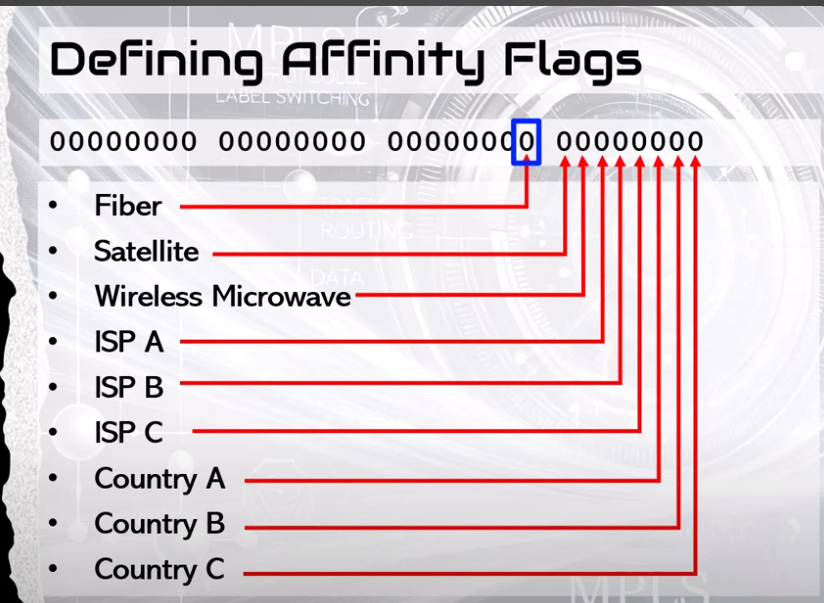 Defining Affinity Flags
LABEL SWITCHING
00000000 00000000 00000000 00000000
• Fiber
• Satellite
• Wireless Microwave
• ISP A
• ISP B
• ISP C
• Country A
• Country B
• Country C
ROUTING
DATA
MPLS